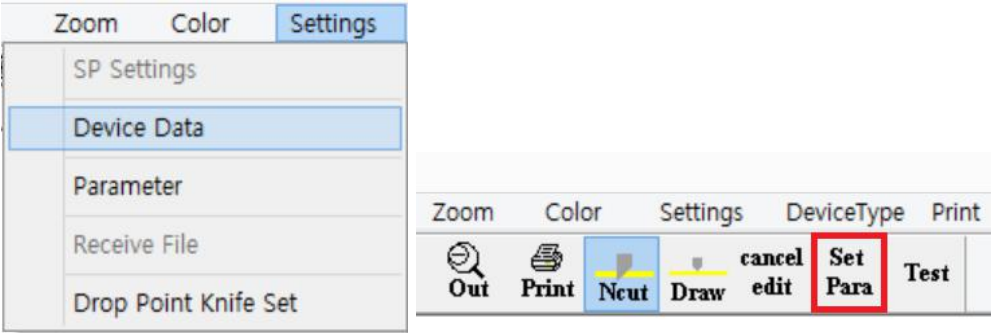 Zoom Color Settings
SP Settings
Device Data
Parameter
Receive File
Drop Point Knife Set
Zoom Color Settings DeviceType Print
Out Print Ncut Draw cancel edit Set Para Test